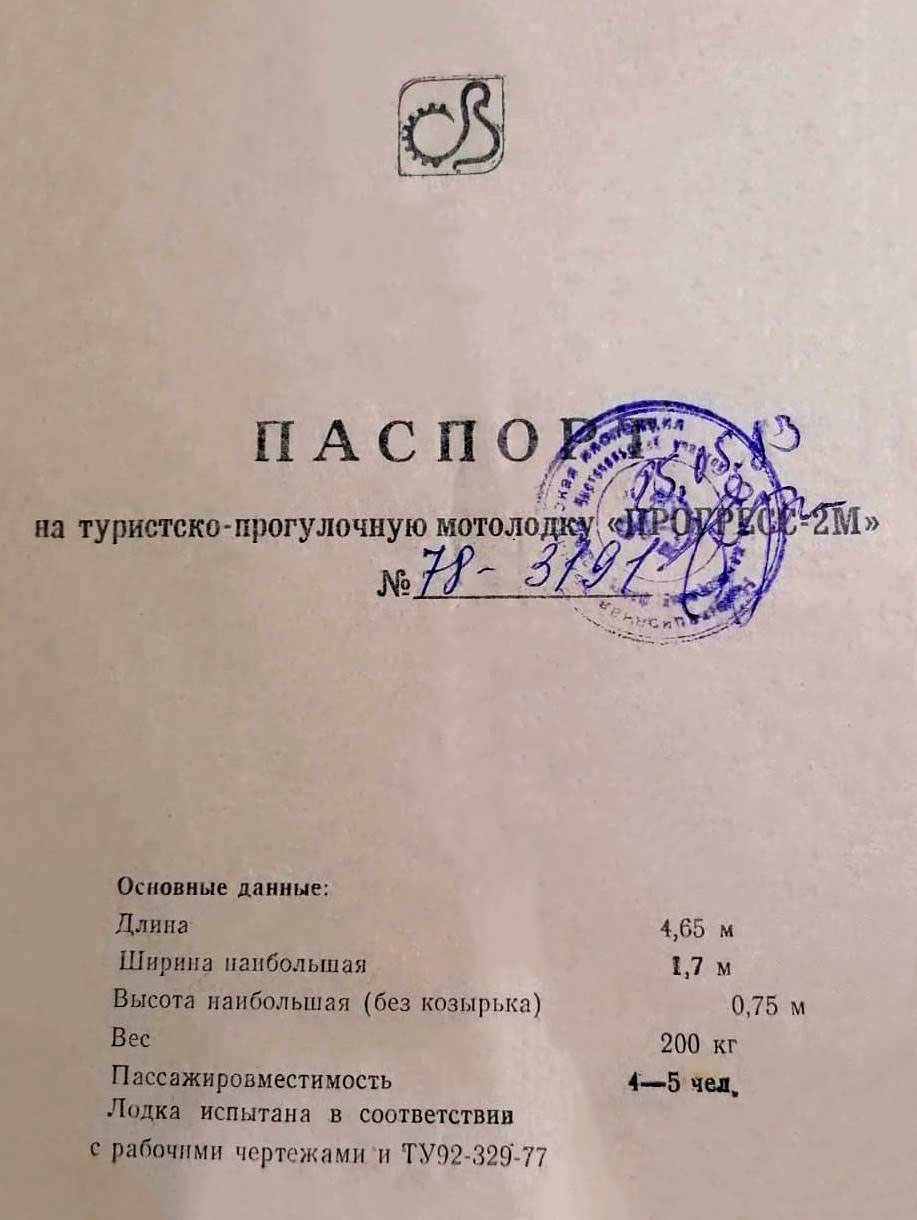 ПАСПОРТ
на туристско-прогулочную мотолодку «ПРОГРЕСС-2М»
№ 78 - 3191
Основные данные:
Длина 4,65 м
Ширина наибольшая 1,7 м
Высота наибольшая (без козырька) 0,75 м
Вес 200 кг
Пассажировместимость 4—5 чел.
Лодка испытана в соответствии
с рабочими чертежами и ТУ92-329-77